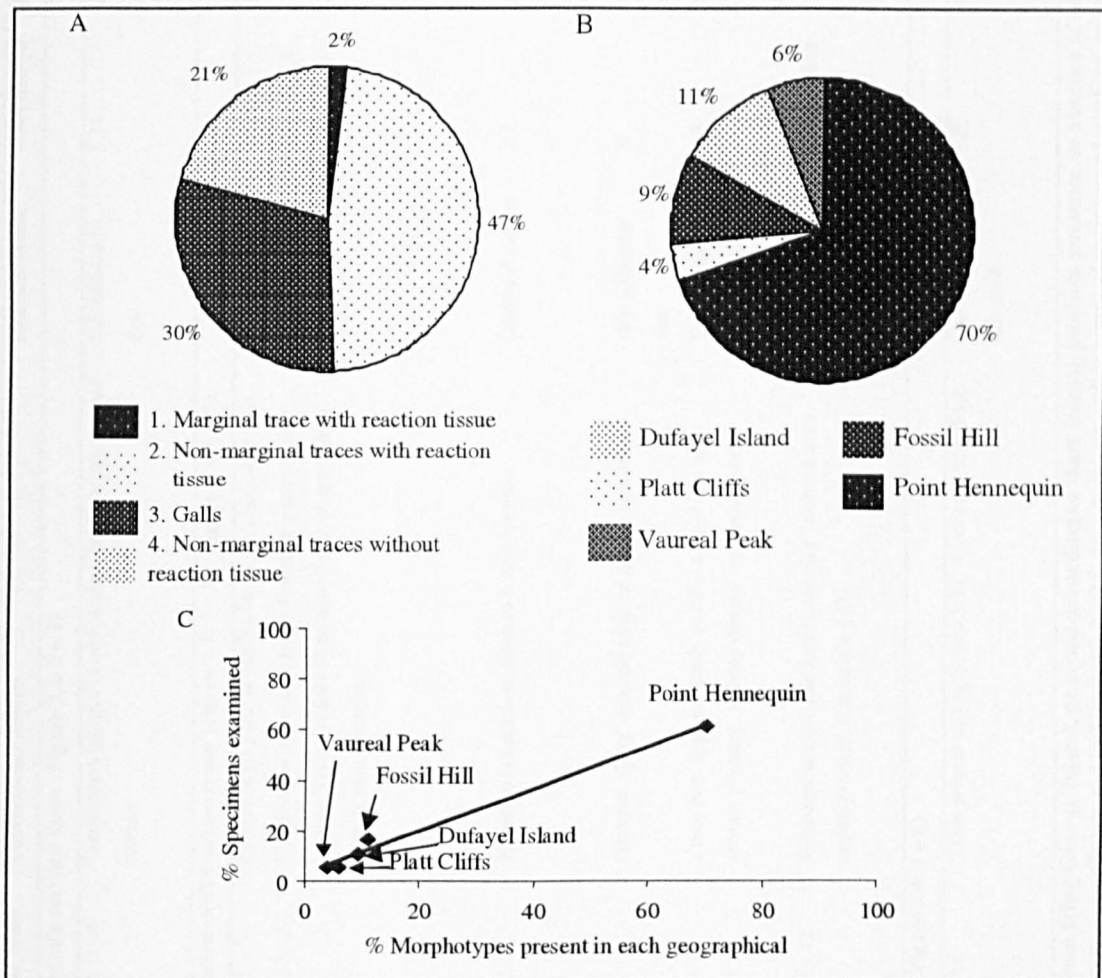 A
2%
21%
47%
30%
1. Marginal trace with reaction tissue
2. Non-marginal traces with reaction
tissue
3. Galls
4. Non-marginal traces without
reaction tissue
B
6%
11%
9%
4%
70%
Dufayel Island
Fossil Hill
Platt Cliffs
Point Hennequin
Vaureal Peak
C
% Specimens examined
100
80
60
40
20
0
Point Hennequin
Vaureal Peak
Fossil Hill
Dufayel Island
Platt Cliffs
0 20 40 60 80 100
% Morphotypes present in each geographical